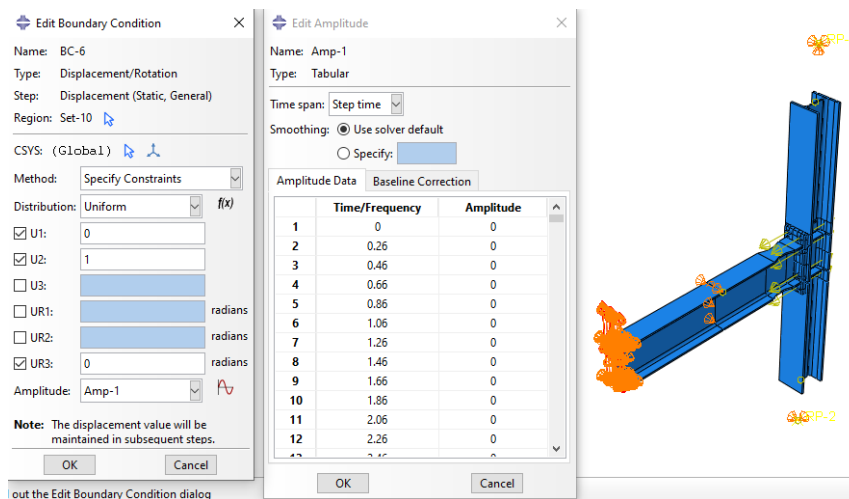 Edit Boundary Condition
Name: BC-6
Type: Displacement/Rotation
Step: Displacement (Static, General)
Region: Set-10
CSYS: (Global)
Method: Specify Constraints
Distribution: Uniform f(x)
U1: 0
U2: 1
U3:
UR1: radians
UR2: radians
UR3: 0 radians
Amplitude: Amp-1
Note: The displacement value will be
maintained in subsequent steps.
OK Cancel
out the Edit Boundary Condition dialog
Edit Amplitude
Name: Amp-1
Type: Tabular
Time span: Step time
Smoothing: Use solver default
Specify:
Amplitude Data Baseline Correction
Time/Frequency Amplitude
1 0 0
2 0.26 0
3 0.46 0
4 0.66 0
5 0.86 0
6 1.06 0
7 1.26 0
8 1.46 0
9 1.66 0
10 1.86 0
11 2.06 0
12 2.26 0
OK Cancel